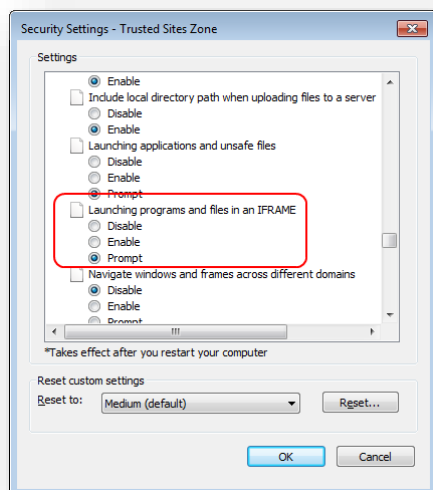 Security Settings - Trusted Sites Zone
Settings
Enable
Include local directory path when uploading files to a server
Disable
Enable
Launching applications and unsafe files
Disable
Enable
Prompt
Launching programs and files in an IFRAME
Disable
Enable
Prompt
Navigate windows and frames across different domains
Disable
Enable
Prompt
*Takes effect after you restart your computer
Reset custom settings
Reset to: Medium (default) Reset...
OK Cancel